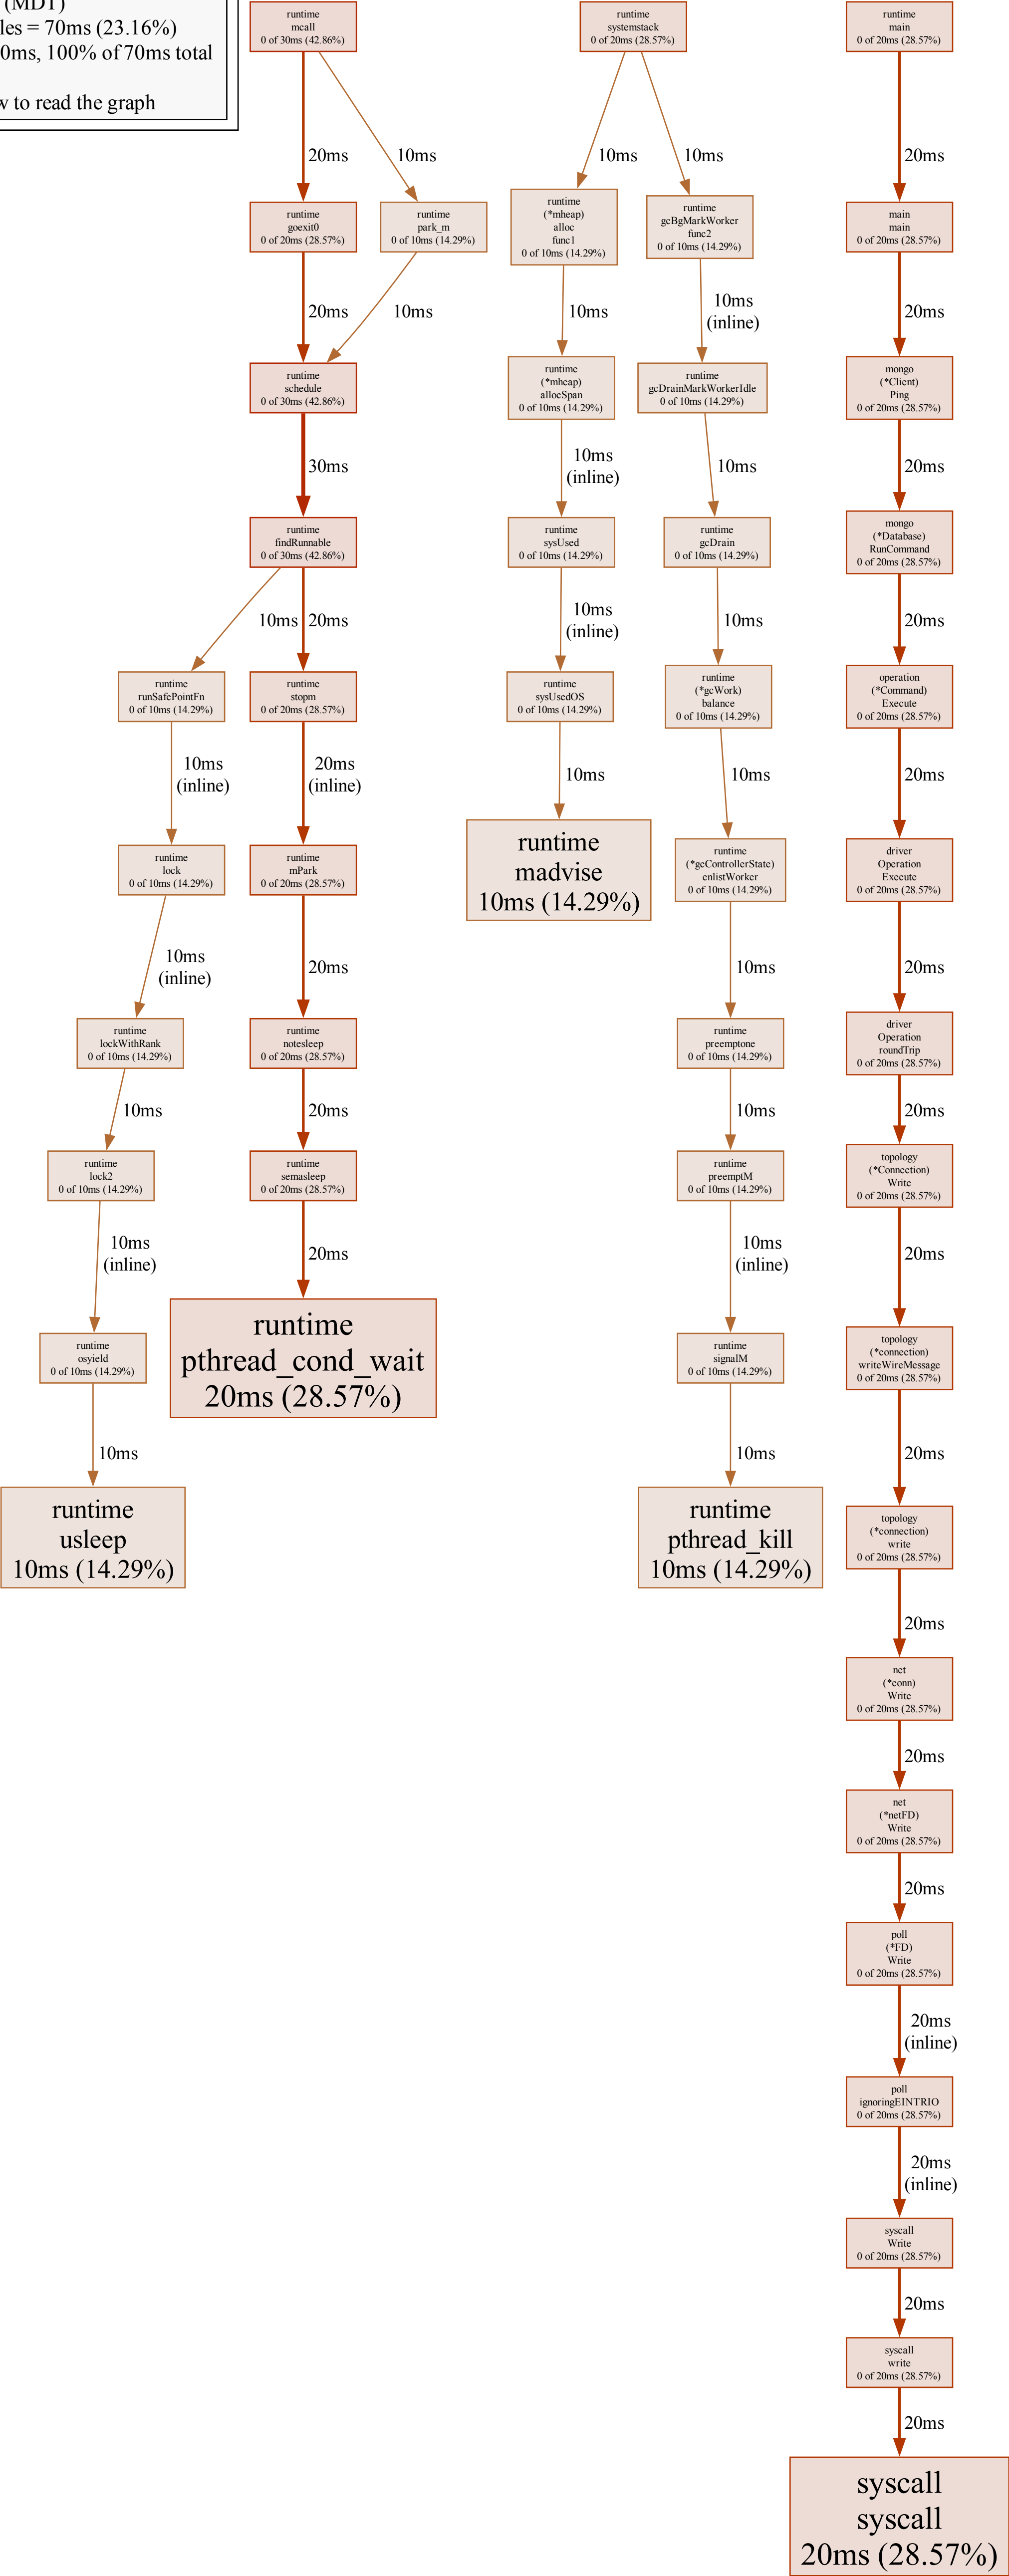 (MDT)
les = 70ms (23.16%)
0ms, 100% of 70ms total
w to read the graph
runtime
mcall
0 of 30ms (42.86%)
runtime
systemstack
0 of 20ms (28.57%)
runtime
main
0 of 20ms (28.57%)
20ms
10ms
10ms
10ms
20ms
runtime
goexit0
0 of 20ms (28.57%)
runtime
park_m
0 of 10ms (14.29%)
runtime
(*mheap)
alloc
func1
0 of 10ms (14.29%)
runtime
gcBgMarkWorker
func2
0 of 10ms (14.29%)
main
main
0 of 20ms (28.57%)
20ms
10ms
10ms
10ms
(inline)
20ms
runtime
schedule
0 of 30ms (42.86%)
runtime
(*mheap)
allocSpan
0 of 10ms (14.29%)
runtime
gcDrainMarkWorkerIdle
0 of 10ms (14.29%)
mongo
(*Client)
Ping
0 of 20ms (28.57%)
30ms
10ms
(inline)
10ms
20ms
runtime
findRunnable
0 of 30ms (42.86%)
runtime
sysUsed
0 of 10ms (14.29%)
runtime
gcDrain
0 of 10ms (14.29%)
mongo
(*Database)
RunCommand
0 of 20ms (28.57%)
10ms
20ms
10ms
(inline)
10ms
20ms
runtime
runSafePointFn
0 of 10ms (14.29%)
runtime
stopm
0 of 20ms (28.57%)
runtime
sysUsedOS
0 of 10ms (14.29%)
runtime
(*gcWork)
balance
0 of 10ms (14.29%)
operation
(*Command)
Execute
0 of 20ms (28.57%)
10ms
(inline)
20ms
(inline)
10ms
10ms
20ms
runtime
lock
0 of 10ms (14.29%)
runtime
mPark
0 of 20ms (28.57%)
runtime
madvise
10ms (14.29%)
runtime
(*gcControllerState)
enlistWorker
0 of 10ms (14.29%)
driver
Operation
Execute
0 of 20ms (28.57%)
10ms
(inline)
20ms
10ms
20ms
runtime
lockWithRank
0 of 10ms (14.29%)
runtime
notesleep
0 of 20ms (28.57%)
runtime
preemptone
0 of 10ms (14.29%)
driver
Operation
roundTrip
0 of 20ms (28.57%)
10ms
20ms
10ms
20ms
runtime
lock2
0 of 10ms (14.29%)
runtime
semasleep
0 of 20ms (28.57%)
runtime
preemptM
0 of 10ms (14.29%)
topology
(*Connection)
Write
0 of 20ms (28.57%)
10ms
(inline)
20ms
10ms
(inline)
20ms
runtime
osyield
0 of 10ms (14.29%)
runtime
pthread_cond_wait
20ms (28.57%)
runtime
signalM
0 of 10ms (14.29%)
topology
(*connection)
writeWireMessage
0 of 20ms (28.57%)
10ms
10ms
20ms
runtime
usleep
10ms (14.29%)
runtime
pthread_kill
10ms (14.29%)
topology
(*connection)
write
0 of 20ms (28.57%)
20ms
net
(*conn)
Write
0 of 20ms (28.57%)
20ms
net
(*netFD)
Write
0 of 20ms (28.57%)
20ms
poll
(*FD)
Write
0 of 20ms (28.57%)
20ms
(inline)
poll
ignoringEINTRIO
0 of 20ms (28.57%)
20ms
(inline)
syscall
Write
0 of 20ms (28.57%)
20ms
syscall
write
0 of 20ms (28.57%)
20ms
syscall
syscall
20ms (28.57%)